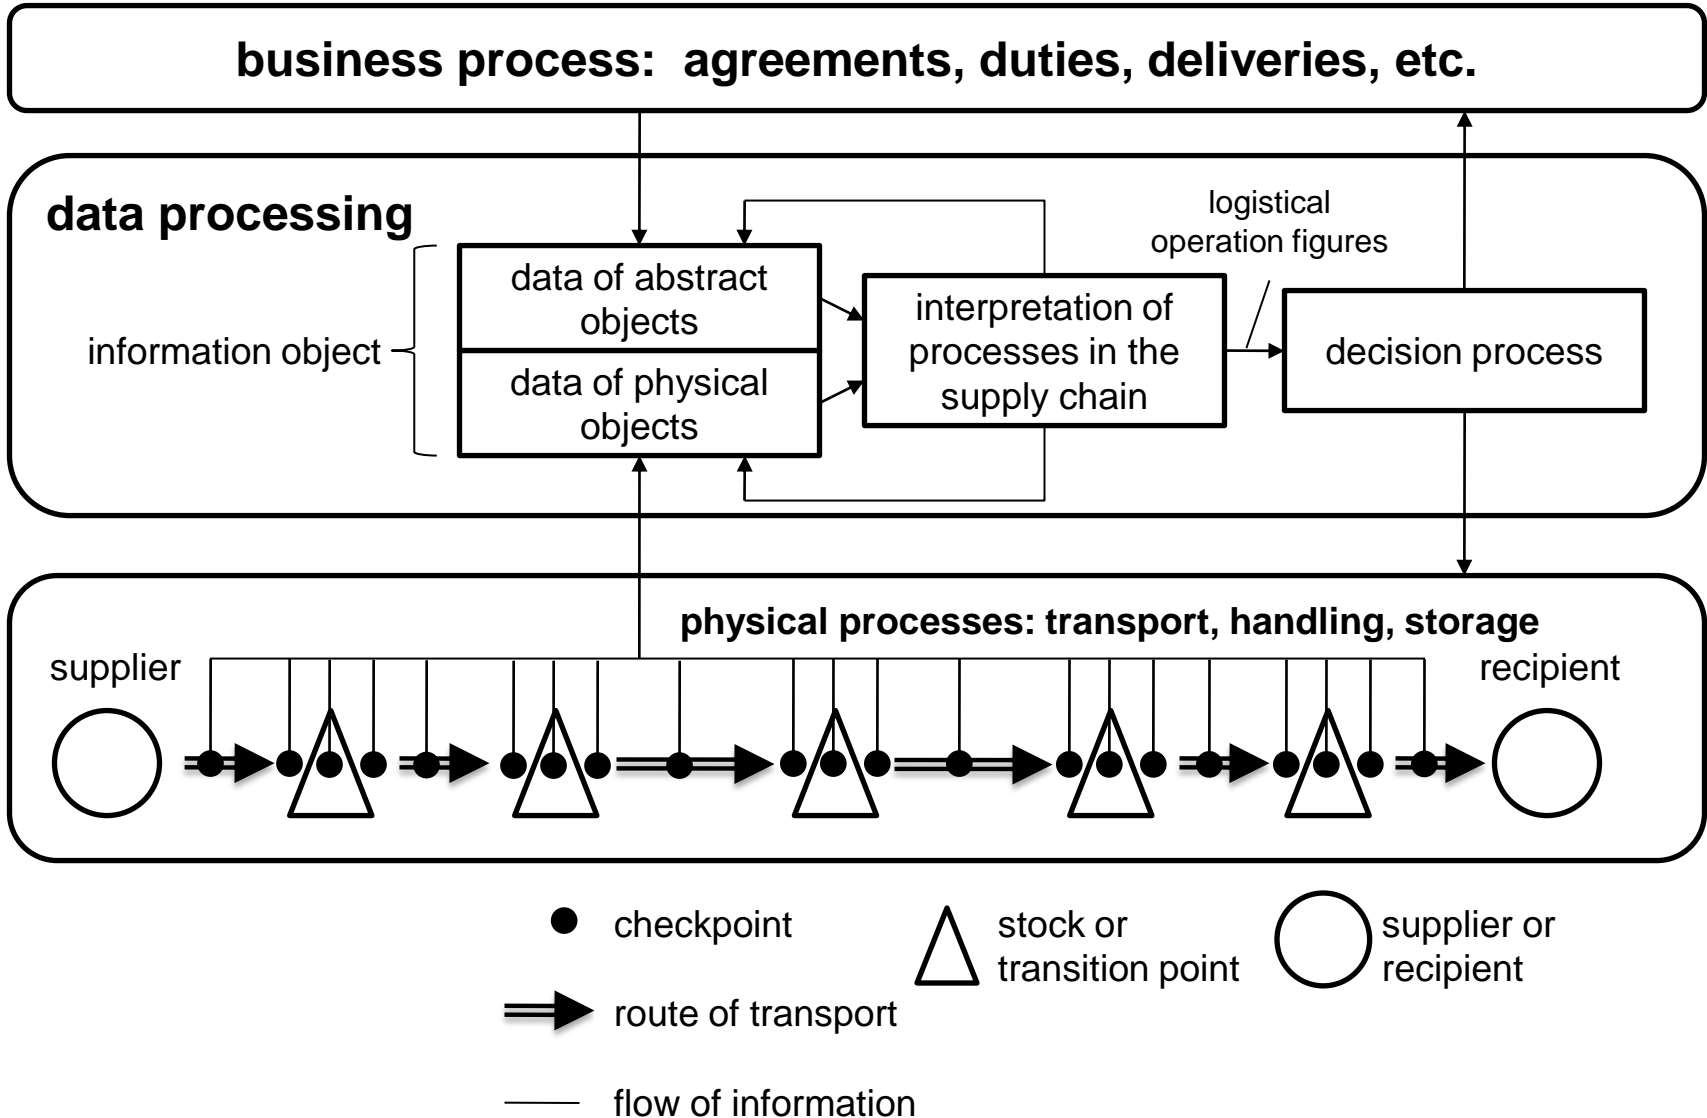 business process:  agreements, duties, deliveries, etc.
data processing
logistical
operation figures
information object
data of abstract
objects
data of physical
objects
interpretation of
processes in the
supply chain
decision process
physical processes: transport, handling, storage
supplier
recipient
checkpoint
stock or
transition point
supplier or
recipient
route of transport
flow of information